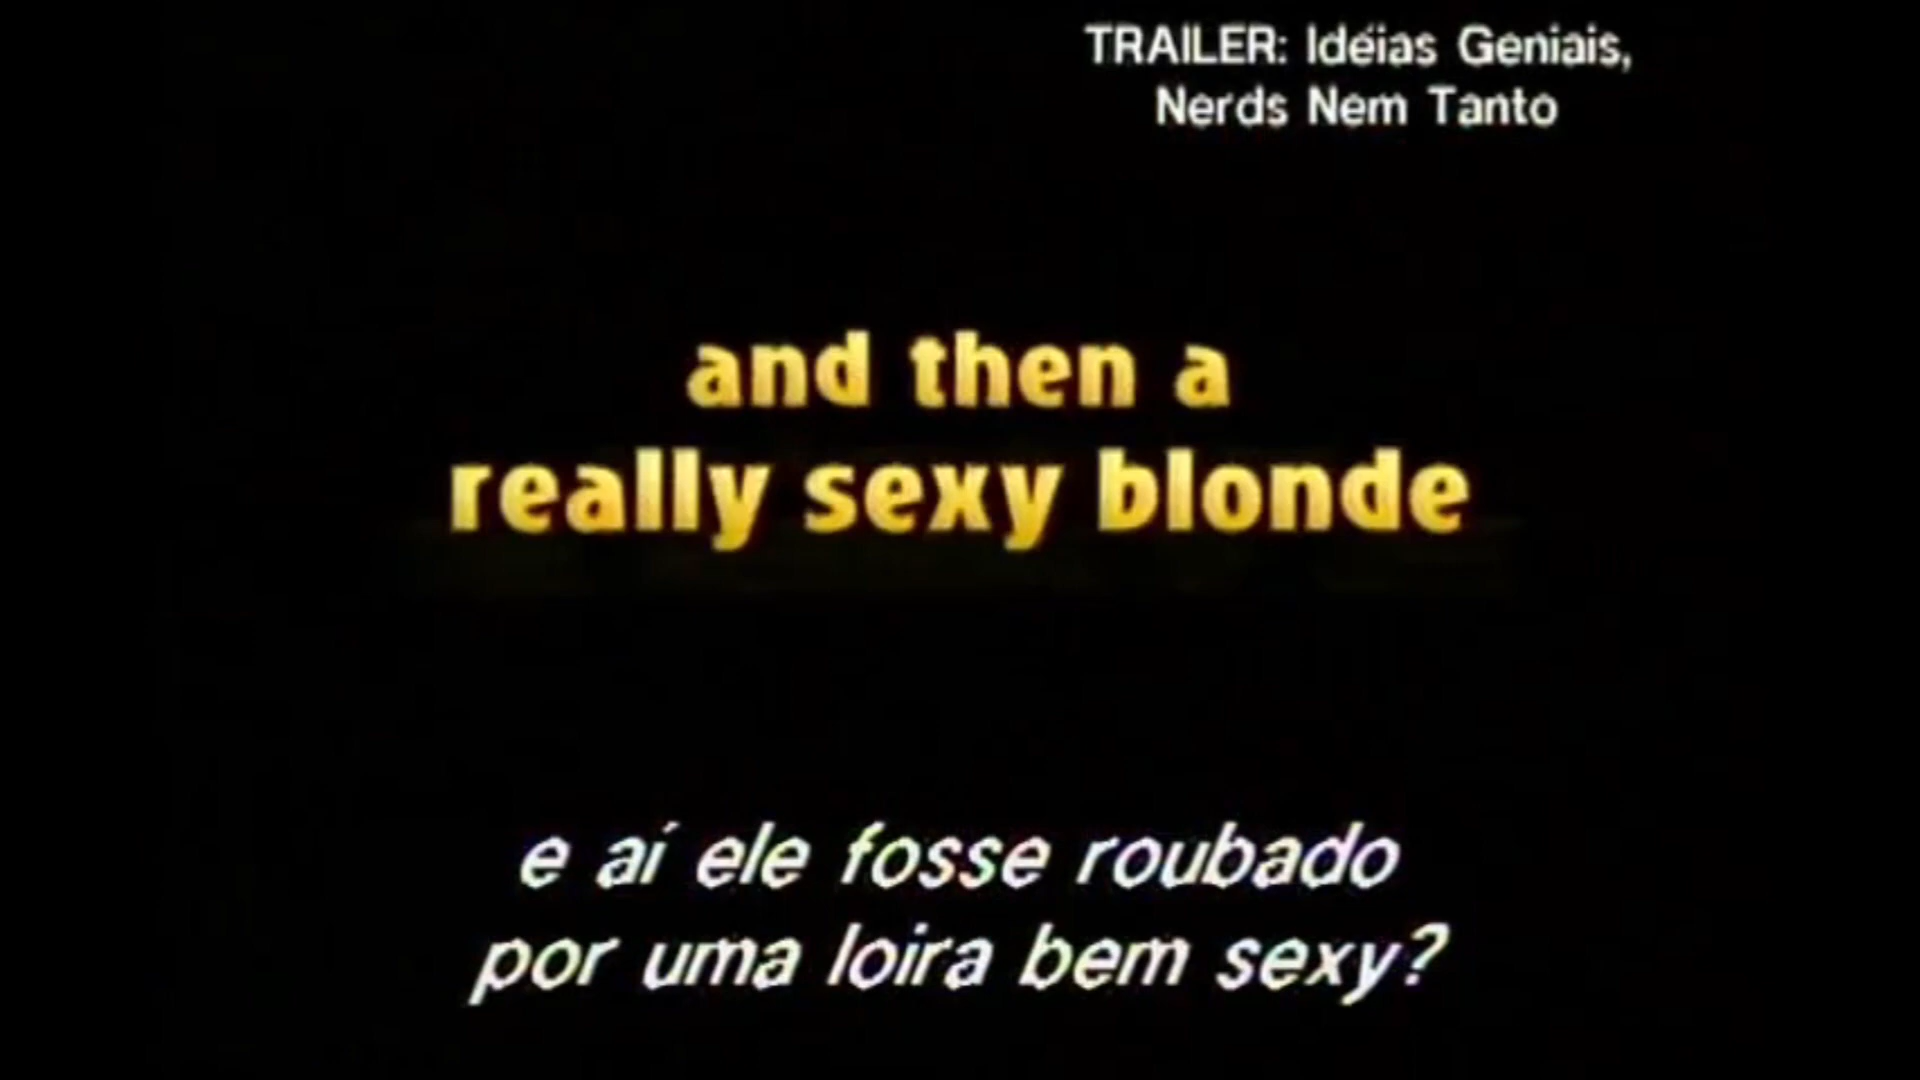 TRAILER: Idéias Geniais,
Nerds Nem Tanto
and then a
really sexy blonde
e aí ele fosse roubado
por uma loira bem sexy?